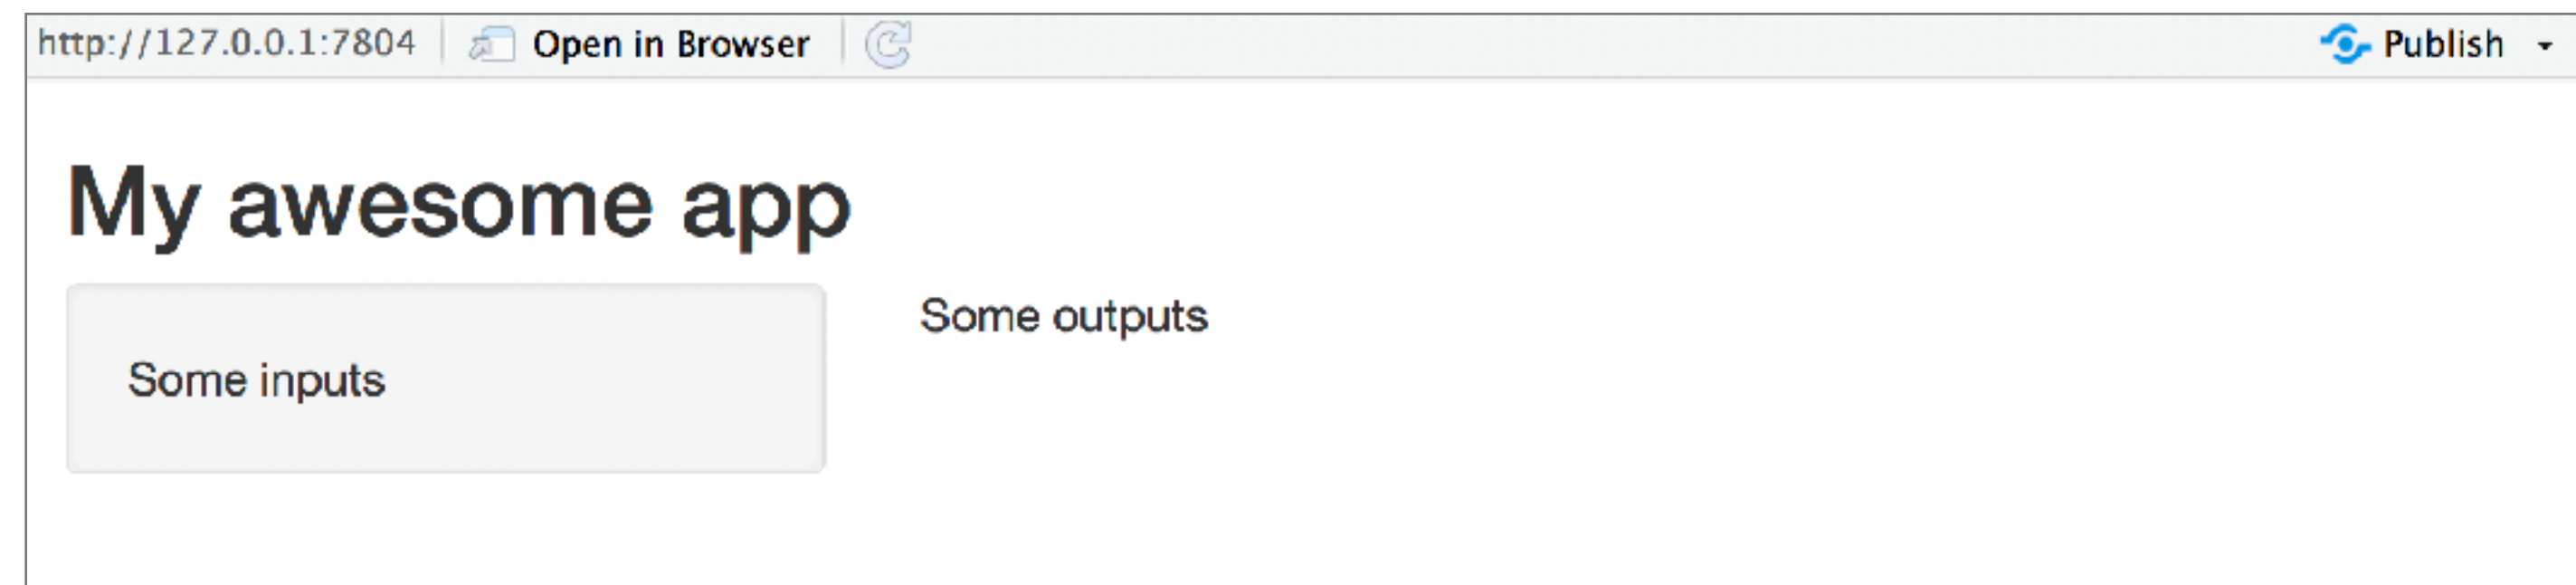 http://127.0.0.1:7804 Open in Browser Publish
My awesome app
Some inputs
Some outputs